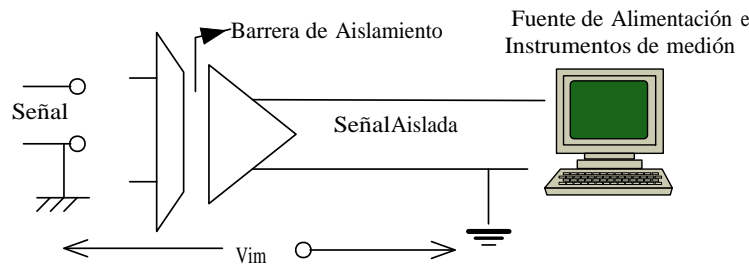 Fuente de Alimentación e
Barrera de Aislamiento
Instrumentos de medión
Señal
SeñalAislada
Vim